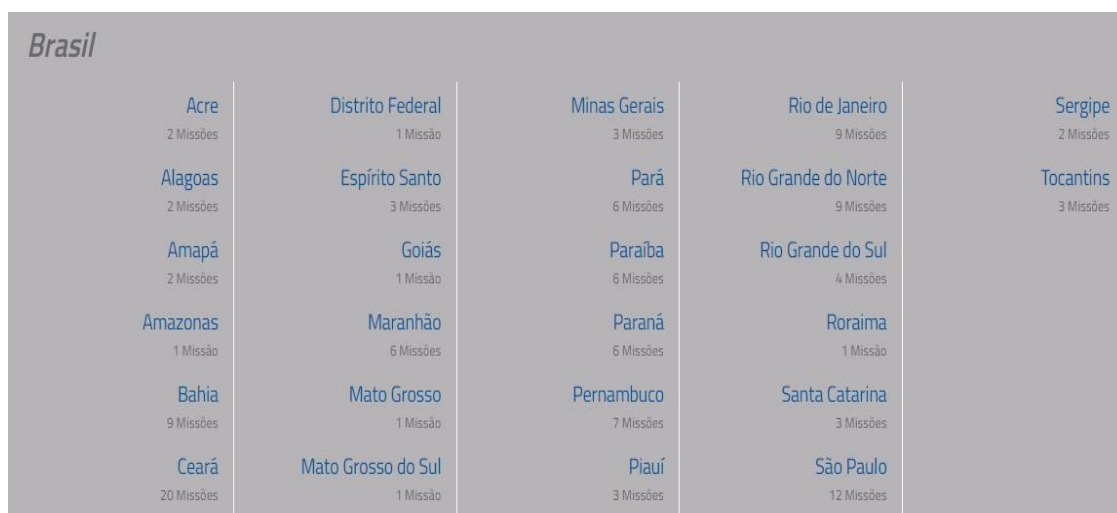 Brasil
Acre
2 Missões
Alagoas
2 Missões
Amapá
2 Missões
Amazonas
1 Missão
Bahia
9 Missões
Ceará
20 Missões
Distrito Federal
1 Missão
Espírito Santo
3 Missões
Goiás
1 Missão
Maranhão
6 Missões
Mato Grosso
1 Missão
Mato Grosso do Sul
1 Missão
Minas Gerais
3 Missões
Pará
6 Missões
Paraíba
6 Missões
Paraná
6 Missões
Pernambuco
7 Missões
Piauí
3 Missões
Rio de Janeiro
9 Missões
Rio Grande do Norte
9 Missões
Rio Grande do Sul
4 Missões
Roraima
1 Missão
Santa Catarina
3 Missões
São Paulo
12 Missões
Sergipe
2 Missões
Tocantins
3 Missões